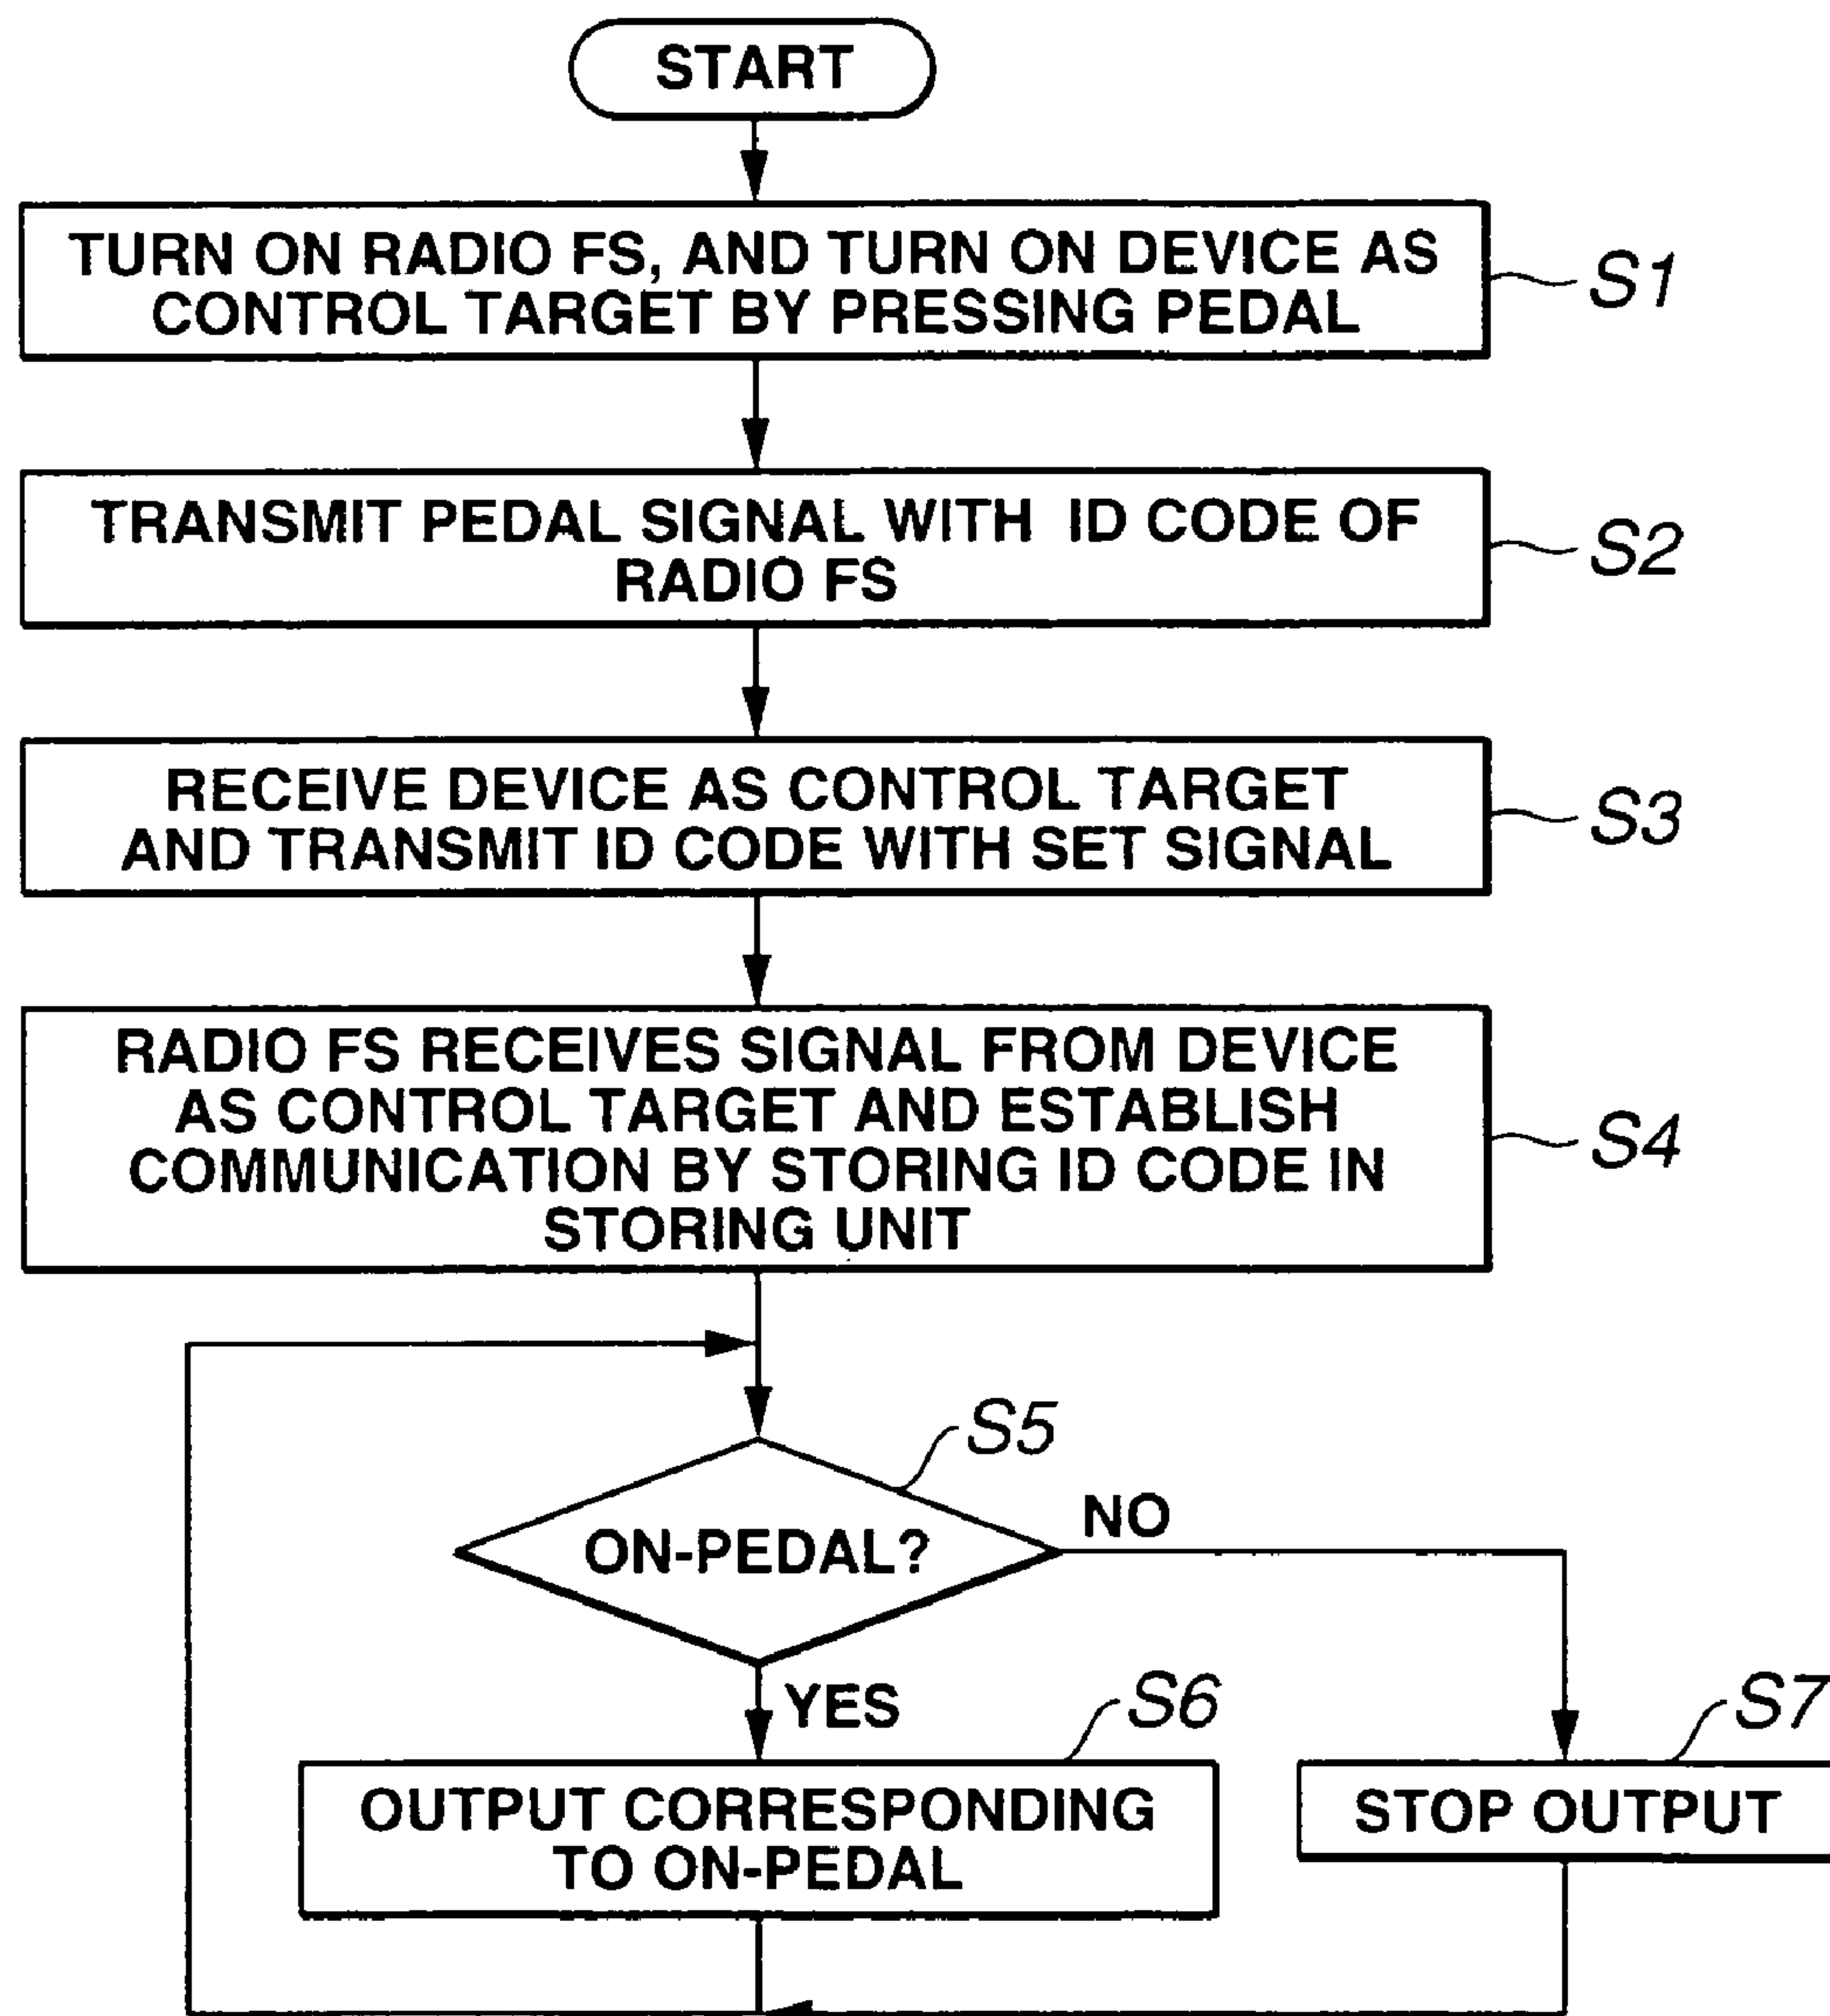 START
TURN ON RADIO FS, AND TURN ON DEVICE AS
CONTROL TARGET BY PRESSING PEDAL
S1
TRANSMIT PEDAL SIGNAL WITH ID CODE OF
RADIO FS
S2
RECEIVE DEVICE AS CONTROL TARGET
AND TRANSMIT ID CODE WITH SET SIGNAL
S3
RADIO FS RECEIVES SIGNAL FROM DEVICE
AS CONTROL TARGET AND ESTABLISH
COMMUNICATION BY STORING ID CODE IN
STORING UNIT
S4
S5
ON-PEDAL?
NO
YES
S6
OUTPUT CORRESPONDING
TO ON-PEDAL
S7
STOP OUTPUT